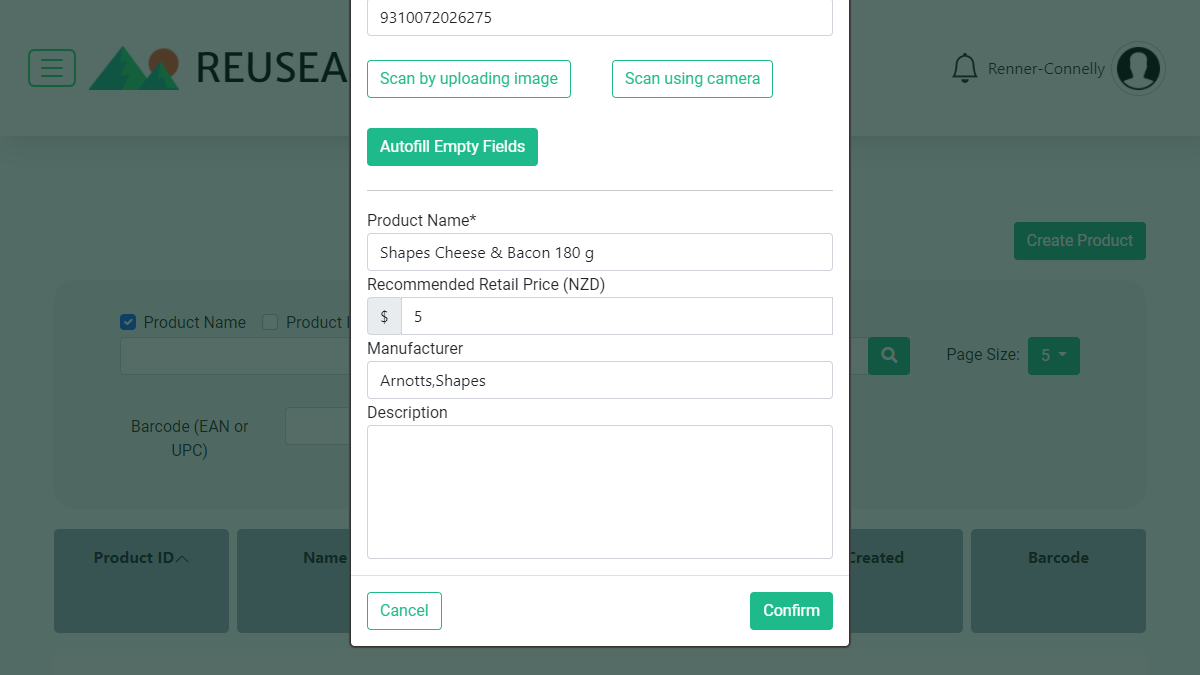 9310072026275
REUSEA
Renner-Connelly
Scan by uploading image
Scan using camera
Autofill Empty Fields
Product Name*
Create Product
Shapes Cheese & Bacon 180 g
Recommended Retail Price (NZD)
$ 5
Product Name
Product I
Manufacturer
Page Size: 5
Arnotts,Shapes
Description
Barcode (EAN or
UPC)
Product ID
Name
Created
Barcode
Cancel
Confirm